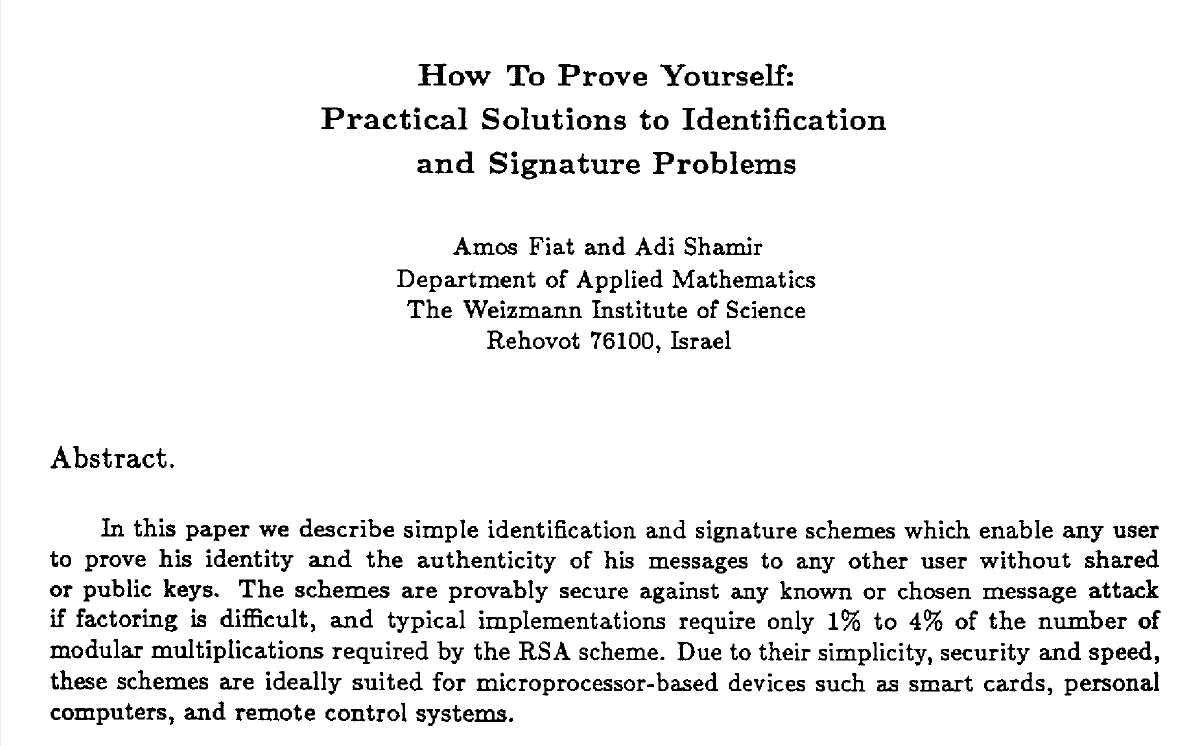 How To Prove Yourself:
Practical Solutions to Identification
and Signature Problems
Amos Fiat and Adi Shamir
Department of Applied Mathematics
The Weizmann Institute of Science
Rehovot 76100, Israel
Abstract.
In this paper we describe simple identification and signature schemes which enable any user
to prove his identity and the authenticity of his messages to any other user without shared
or public keys. The schemes are provably secure against any known or chosen message attack
if factoring is difficult, and typical implementations require only 1% to 4% of the number of
modular multiplications required by the RSA scheme. Due to their simplicity, security and speed,
these schemes are ideally suited for microprocessor-based devices such as smart cards, personal
computers, and remote control systems.